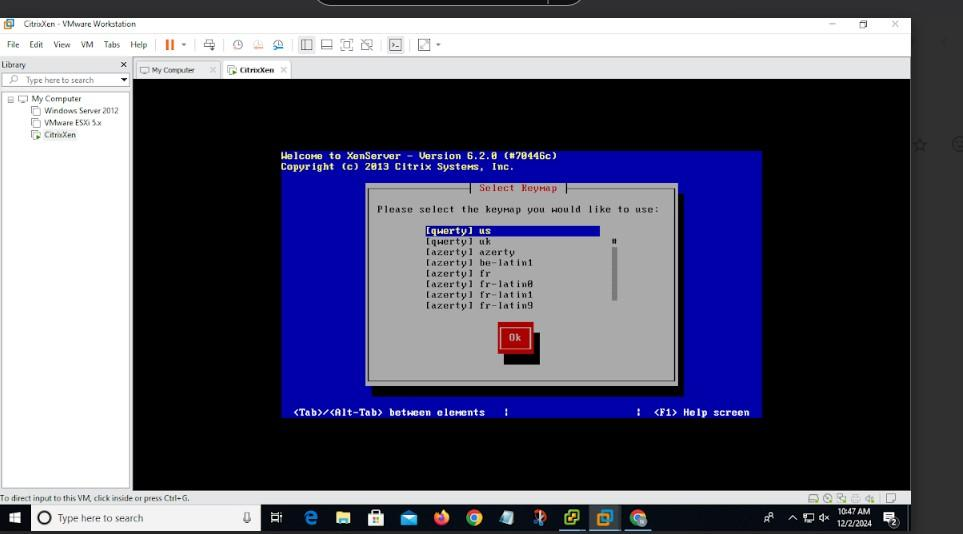 CitrixXen - VMware Workstation
File Edit View VM Tabs Help
Library
Type here to search
My Computer
Windows Server 2012
VMware ESXi 5.x
CitrixXen
My Computer
CitrixXen
Welcome to XenServer - Version 6.2.0 (#70446c)
Copyright (c) 2013 Citrix Systems, Inc.
Select Keymap
Please select the keymap you would like to use:
[qwerty] us
[qwerty] uk
[azerty] azerty
[azerty] be-latin1
[azerty] fr
[azerty] fr-latin0
[azerty] fr-latin1
[azerty] fr-latin9
Ok
<Tab>/<Alt-Tab> between elements | | <F1> Help screen
To direct input to this VM, click inside or press Ctrl+G.
Type here to search
10:47 AM
12/2/2024
2